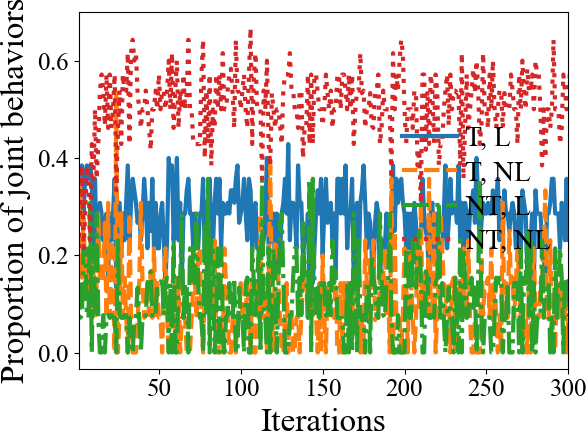 Proportion of joint behaviors
0.6
0.4
0.2
0.0
T, L
T, NL
NT, L
NT, NL
50
100
150
200
250
300
Iterations